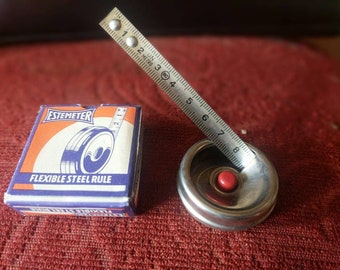 ESTEMETER
FLEXIBLE STEEL RULE
1 2 3 4 5 6 7 8